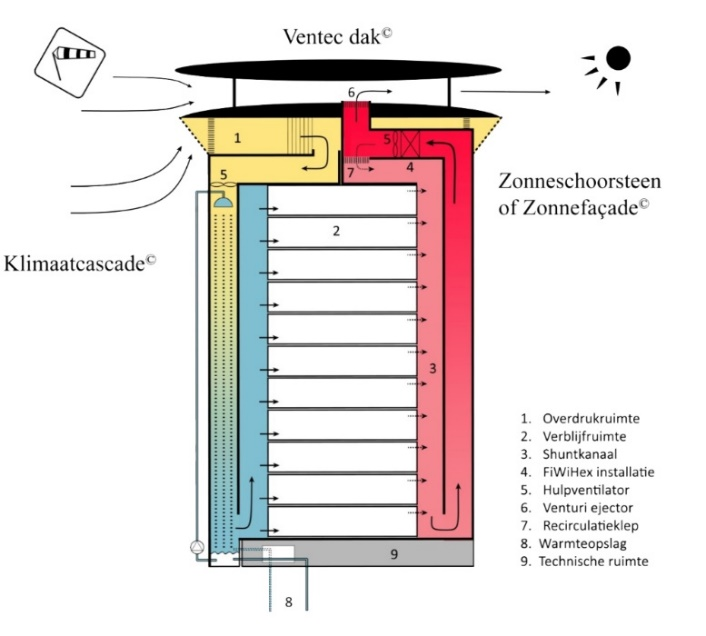 Ventec dak©
6
1
5
5
7
4
Zonneschoorsteen
of Zonnefaçade©
2
Klimaatcascade©
3
1. Overdrukruimte
2. Verblijfruimte
3. Shuntkanaal
4. FiWiHex installatie
5. Hulpventilator
6. Venturi ejector
7. Recirculatieklep
8. Warmteopslag
9. Technische ruimte
9
8